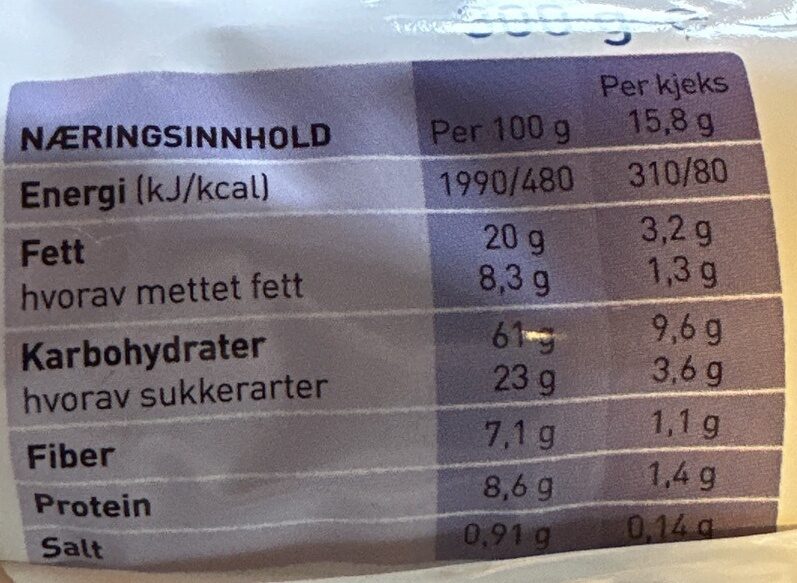 Per kjeks
NÆRINGSINNHOLD Per 100 g 15,8 g
Energi (kJ/kcal) 1990/480 310/80
Fett 20 g 3,2 g
hvorav mettet fett 8,3 g 1,3 g
Karbohydrater 61 g 9,6 g
hvorav sukkerarter 23 g 3,6 g
Fiber 7,1 g 1,1 g
Protein 8,6 g 1,4 g
Salt 0,91 g 0,14 g